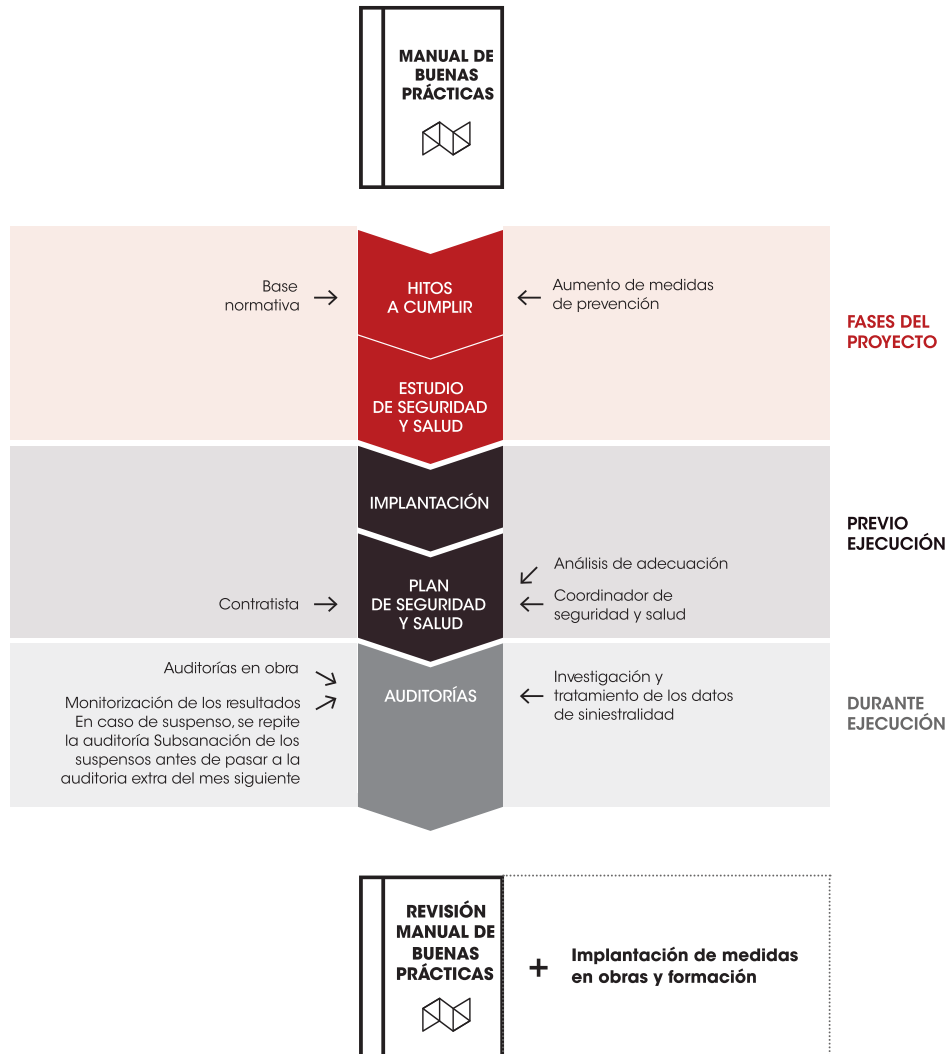 MANUAL DE
BUENAS
PRÁCTICAS
Base
normativa
HITOS
A CUMPLIR
Aumento de medidas
de prevención
FASES DEL
PROYECTO
ESTUDIO
DE SEGURIDAD
Y SALUD
IMPLANTACIÓN
PREVIO
EJECUCIÓN
Contratista
PLAN
DE SEGURIDAD
Y SALUD
Análisis de adecuación
Coordinador de
seguridad y salud
Auditorías en obra
Monitorización de los resultados
En caso de suspenso, se repite
la auditoría Subsanación de los
suspensos antes de pasar a la
auditoria extra del mes siguiente
AUDITORÍAS
Investigación y
tratamiento de los datos
de siniestralidad
DURANTE
EJECUCIÓN
REVISIÓN
MANUAL DE
BUENAS
PRÁCTICAS
+ Implantación de medidas
en obras y formación